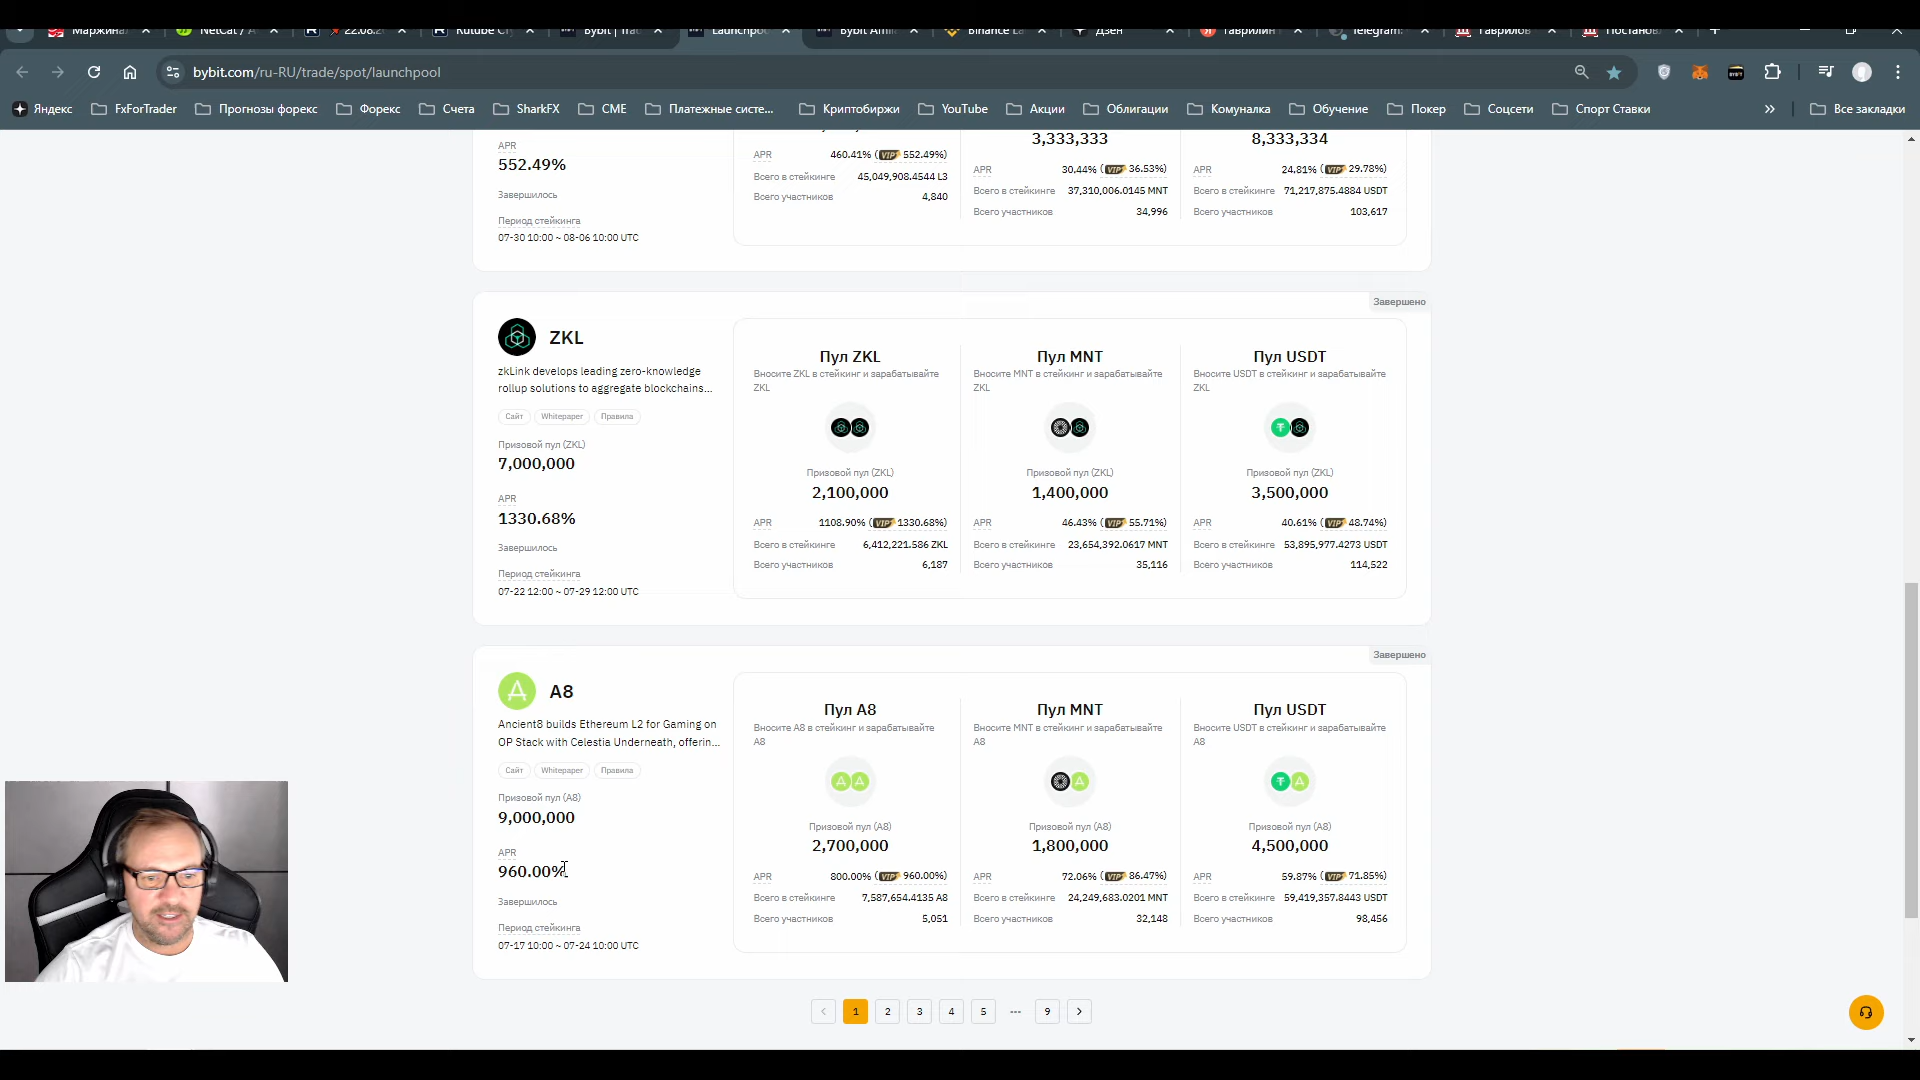 Маржина
NetCat / A
22.08.2
Rutube C
Bybit | Trad
Launchpo
Bybit Affil
Binance La
Дзен
Гаврилин
Telegram:
Гаврилов
Постанов
bybit.com/ru-RU/trade/spot/launchpool
Яндекс
FxForTrader
Прогнозы форекс
Форекс
Счета
SharkFX
CME
Платежные систе...
Криптобиржи
YouTube
Акции
Облигации
Комуналка
Обучение
Покер
Соцсети
Спорт Ставки
»
Все закладки
APR
552.49%
Завершилось
Период стейкинга
07-30 10:00 ~ 08-06 10:00 UTC
APR 460.41% (VIP 552.49%)
Всего в стейкинге 45,049,908.4544 L3
Всего участников 4,840
3,333,333
APR 30.44% (VIP 36.53%)
Всего в стейкинге 37,310,006.0145 MNT
Всего участников 34,996
8,333,334
APR 24.81% (VIP 29.78%)
Всего в стейкинге 71,217,875.4884 USDT
Всего участников 103,617
Завершено
ZKL
zkLink develops leading zero-knowledge
rollup solutions to aggregate blockchains...
Сайт Whitepaper Правила
Призовой пул (ZKL)
7,000,000
APR
1330.68%
Завершилось
Период стейкинга
07-22 12:00 ~ 07-29 12:00 UTC
Пул ZKL
Вносите ZKL в стейкинг и зарабатывайте
ZKL
Призовой пул (ZKL)
2,100,000
APR 1108.90% (VIP 1330.68%)
Всего в стейкинге 6,412,221.586 ZKL
Всего участников 6,187
Пул MNT
Вносите MNT в стейкинг и зарабатывайте
ZKL
Призовой пул (ZKL)
1,400,000
APR 46.43% (VIP 55.71%)
Всего в стейкинге 23,654,392.0617 MNT
Всего участников 35,116
Пул USDT
Вносите USDT в стейкинг и зарабатывайте
ZKL
Призовой пул (ZKL)
3,500,000
APR 40.61% (VIP 48.74%)
Всего в стейкинге 53,895,977.4273 USDT
Всего участников 114,522
Завершено
A8
Ancient8 builds Ethereum L2 for Gaming on
OP Stack with Celestia Underneath, offerin...
Сайт Whitepaper Правила
Призовой пул (A8)
9,000,000
APR
960.00%
Завершилось
Период стейкинга
07-17 10:00 ~ 07-24 10:00 UTC
Пул A8
Вносите A8 в стейкинг и зарабатывайте
A8
Призовой пул (A8)
2,700,000
APR 800.00% (VIP 960.00%)
Всего в стейкинге 7,587,654.4135 A8
Всего участников 5,051
Пул MNT
Вносите MNT в стейкинг и зарабатывайте
A8
Призовой пул (A8)
1,800,000
APR 72.06% (VIP 86.47%)
Всего в стейкинге 24,249,683.0201 MNT
Всего участников 32,148
Пул USDT
Вносите USDT в стейкинг и зарабатывайте
A8
Призовой пул (A8)
4,500,000
APR 59.87% (VIP 71.85%)
Всего в стейкинге 59,419,357.8443 USDT
Всего участников 98,456
1 2 3 4 5 ··· 9